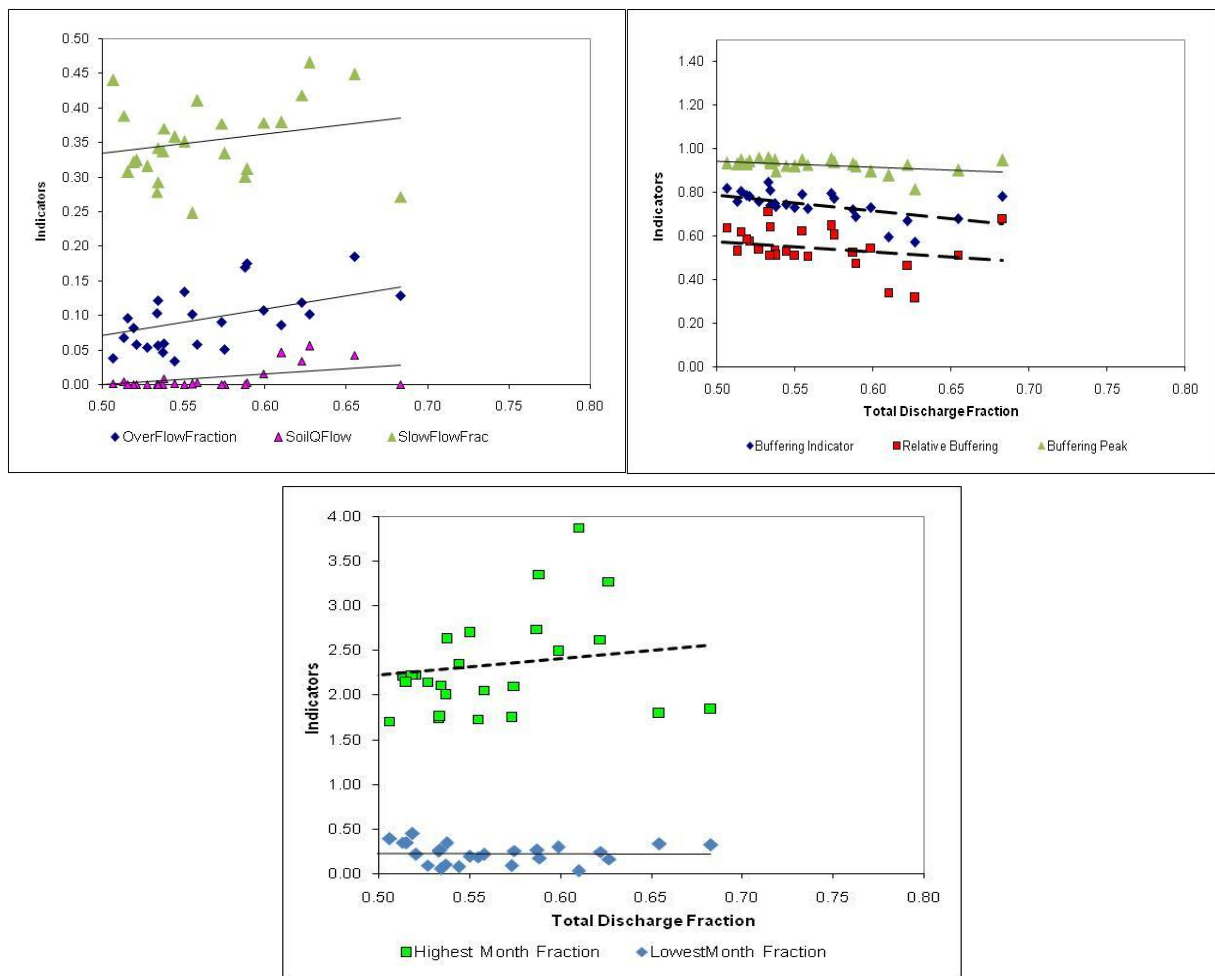 0.50
0.45
0.40
0.35
0.30
0.25
0.20
0.15
0.10
0.05
0.00
Indicators
0.50 0.55 0.60 0.65 0.70 0.75 0.80
OverFlowFraction SoilQFlow SlowFlowFrac
1.40
1.20
1.00
0.80
0.60
0.40
0.20
0.00
Indicators
0.50 0.55 0.60 0.65 0.70 0.75 0.80
Total Discharge Fraction
Buffering Indicator Relative Buffering Buffering Peak
4.00
3.50
3.00
2.50
2.00
1.50
1.00
0.50
0.00
Indicators
0.50 0.55 0.60 0.65 0.70 0.75 0.80
Total Discharge Fraction
Highest Month Fraction LowestMonth Fraction